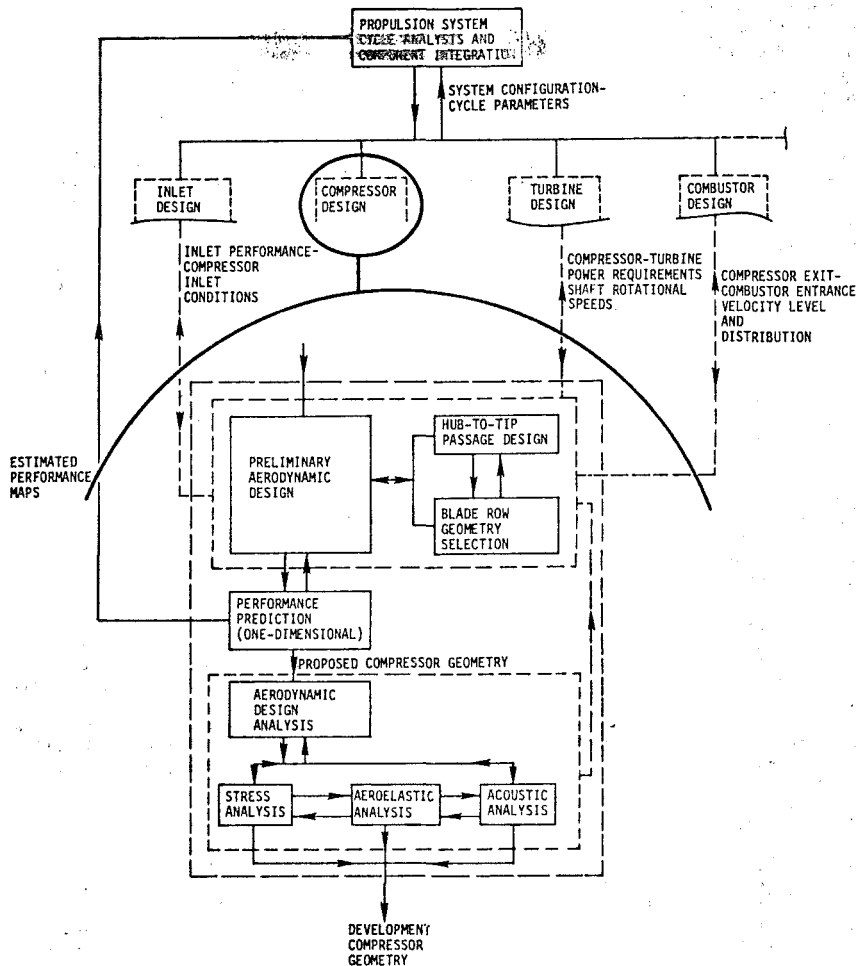 PROPULSION SYSTEM
CYCLE ANALYSIS AND
COMPONENT INTEGRATION
SYSTEM CONFIGURATION-
CYCLE PARAMETERS
INLET
DESIGN
COMPRESSOR
DESIGN
TURBINE
DESIGN
COMBUSTOR
DESIGN
INLET PERFORMANCE-
COMPRESSOR
INLET
CONDITIONS
COMPRESSOR-TURBINE
POWER REQUIREMENTS
SHAFT ROTATIONAL
SPEEDS
COMPRESSOR EXIT-
COMBUSTOR ENTRANCE
VELOCITY LEVEL
AND
DISTRIBUTION
ESTIMATED
PERFORMANCE
MAPS
PRELIMINARY
AERODYNAMIC
DESIGN
HUB-TO-TIP
PASSAGE DESIGN
BLADE ROW
GEOMETRY
SELECTION
PERFORMANCE
PREDICTION
(ONE-DIMENSIONAL)
PROPOSED COMPRESSOR GEOMETRY
AERODYNAMIC
DESIGN
ANALYSIS
STRESS
ANALYSIS
AEROELASTIC
ANALYSIS
ACOUSTIC
ANALYSIS
DEVELOPMENT
COMPRESSOR
GEOMETRY